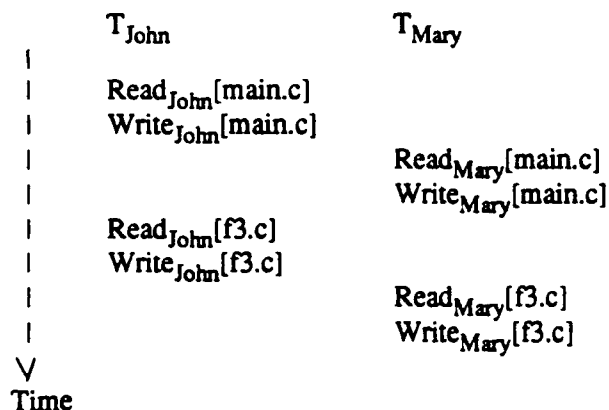 T_John T_Mary
Read_John[main.c]
Write_John[main.c]
Read_Mary[main.c]
Write_Mary[main.c]
Read_John[f3.c]
Write_John[f3.c]
Read_Mary[f3.c]
Write_Mary[f3.c]
Time